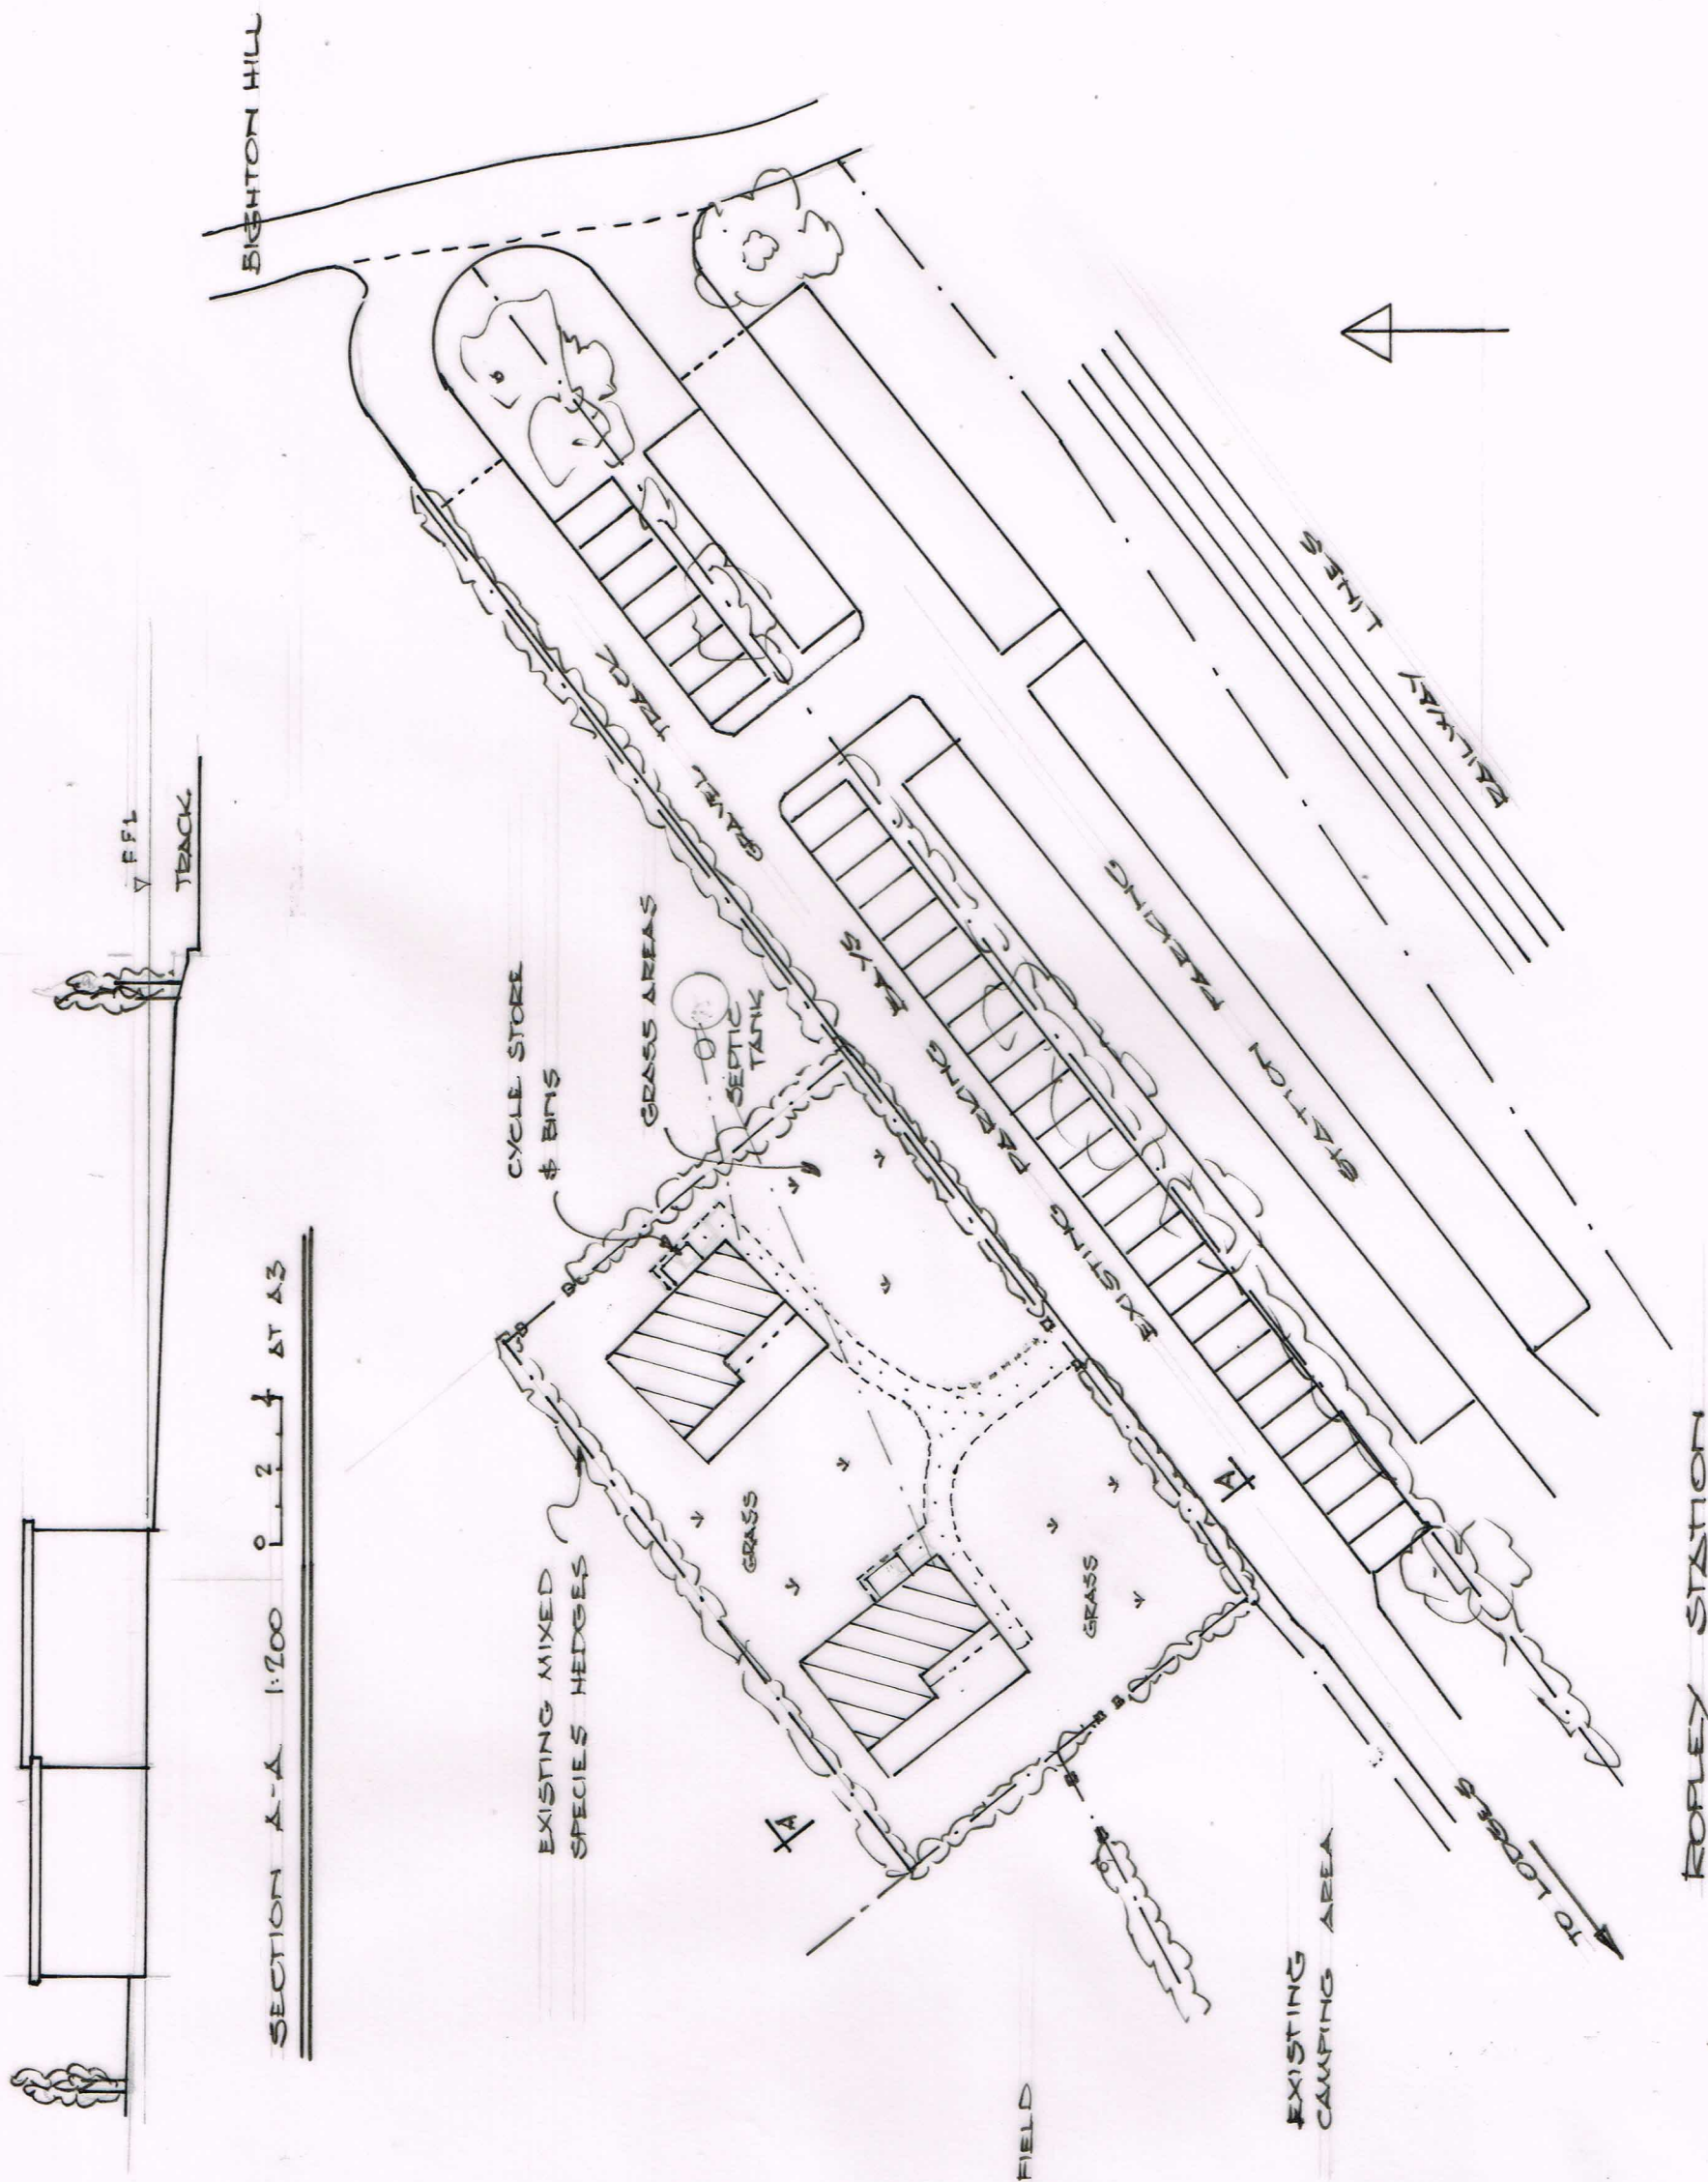 BIGHTON HILL
FFL
TRACK
SECTION A-A 1:200
0 2 4 AT A3
CYCLE STORE
& BINS
GRASS AREAS
SEPTIC
TANK
GRAVEL TRACK
EXISTING MIXED
SPECIES HEDGES
GRASS
GRASS
EXISTING PARKING BAYS
STATION PARKING
RAILWAY LINES
A
A
FIELD
EXISTING
CAMPING AREA
TO LODGES
ROPLEY STATION